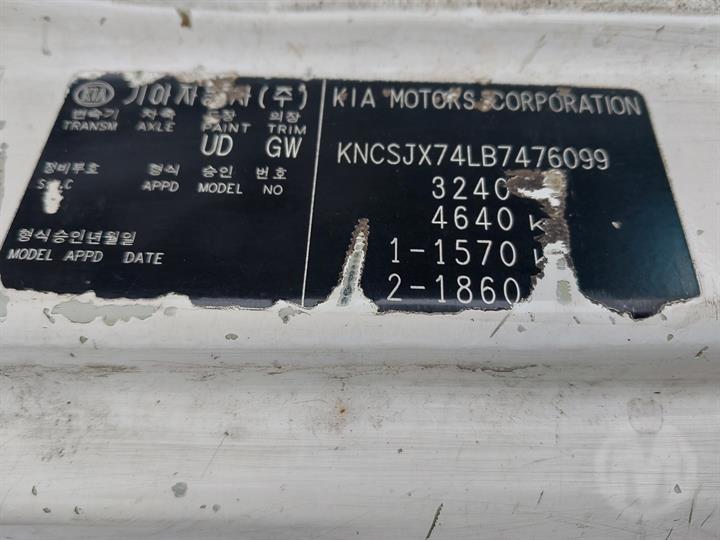 KIA 기아자동차(주)
변속기 차축 도장 의장
TRANSM AXLE PAINT TRIM
UD GW
정비부호 형식 승인 번호
APPD MODEL NO
형식승인년월일
MODEL APPD DATE
KIA MOTORS CORPORATION
KNCSJX74LB7476099
3240
4640 K
1-1570
2-1860
M